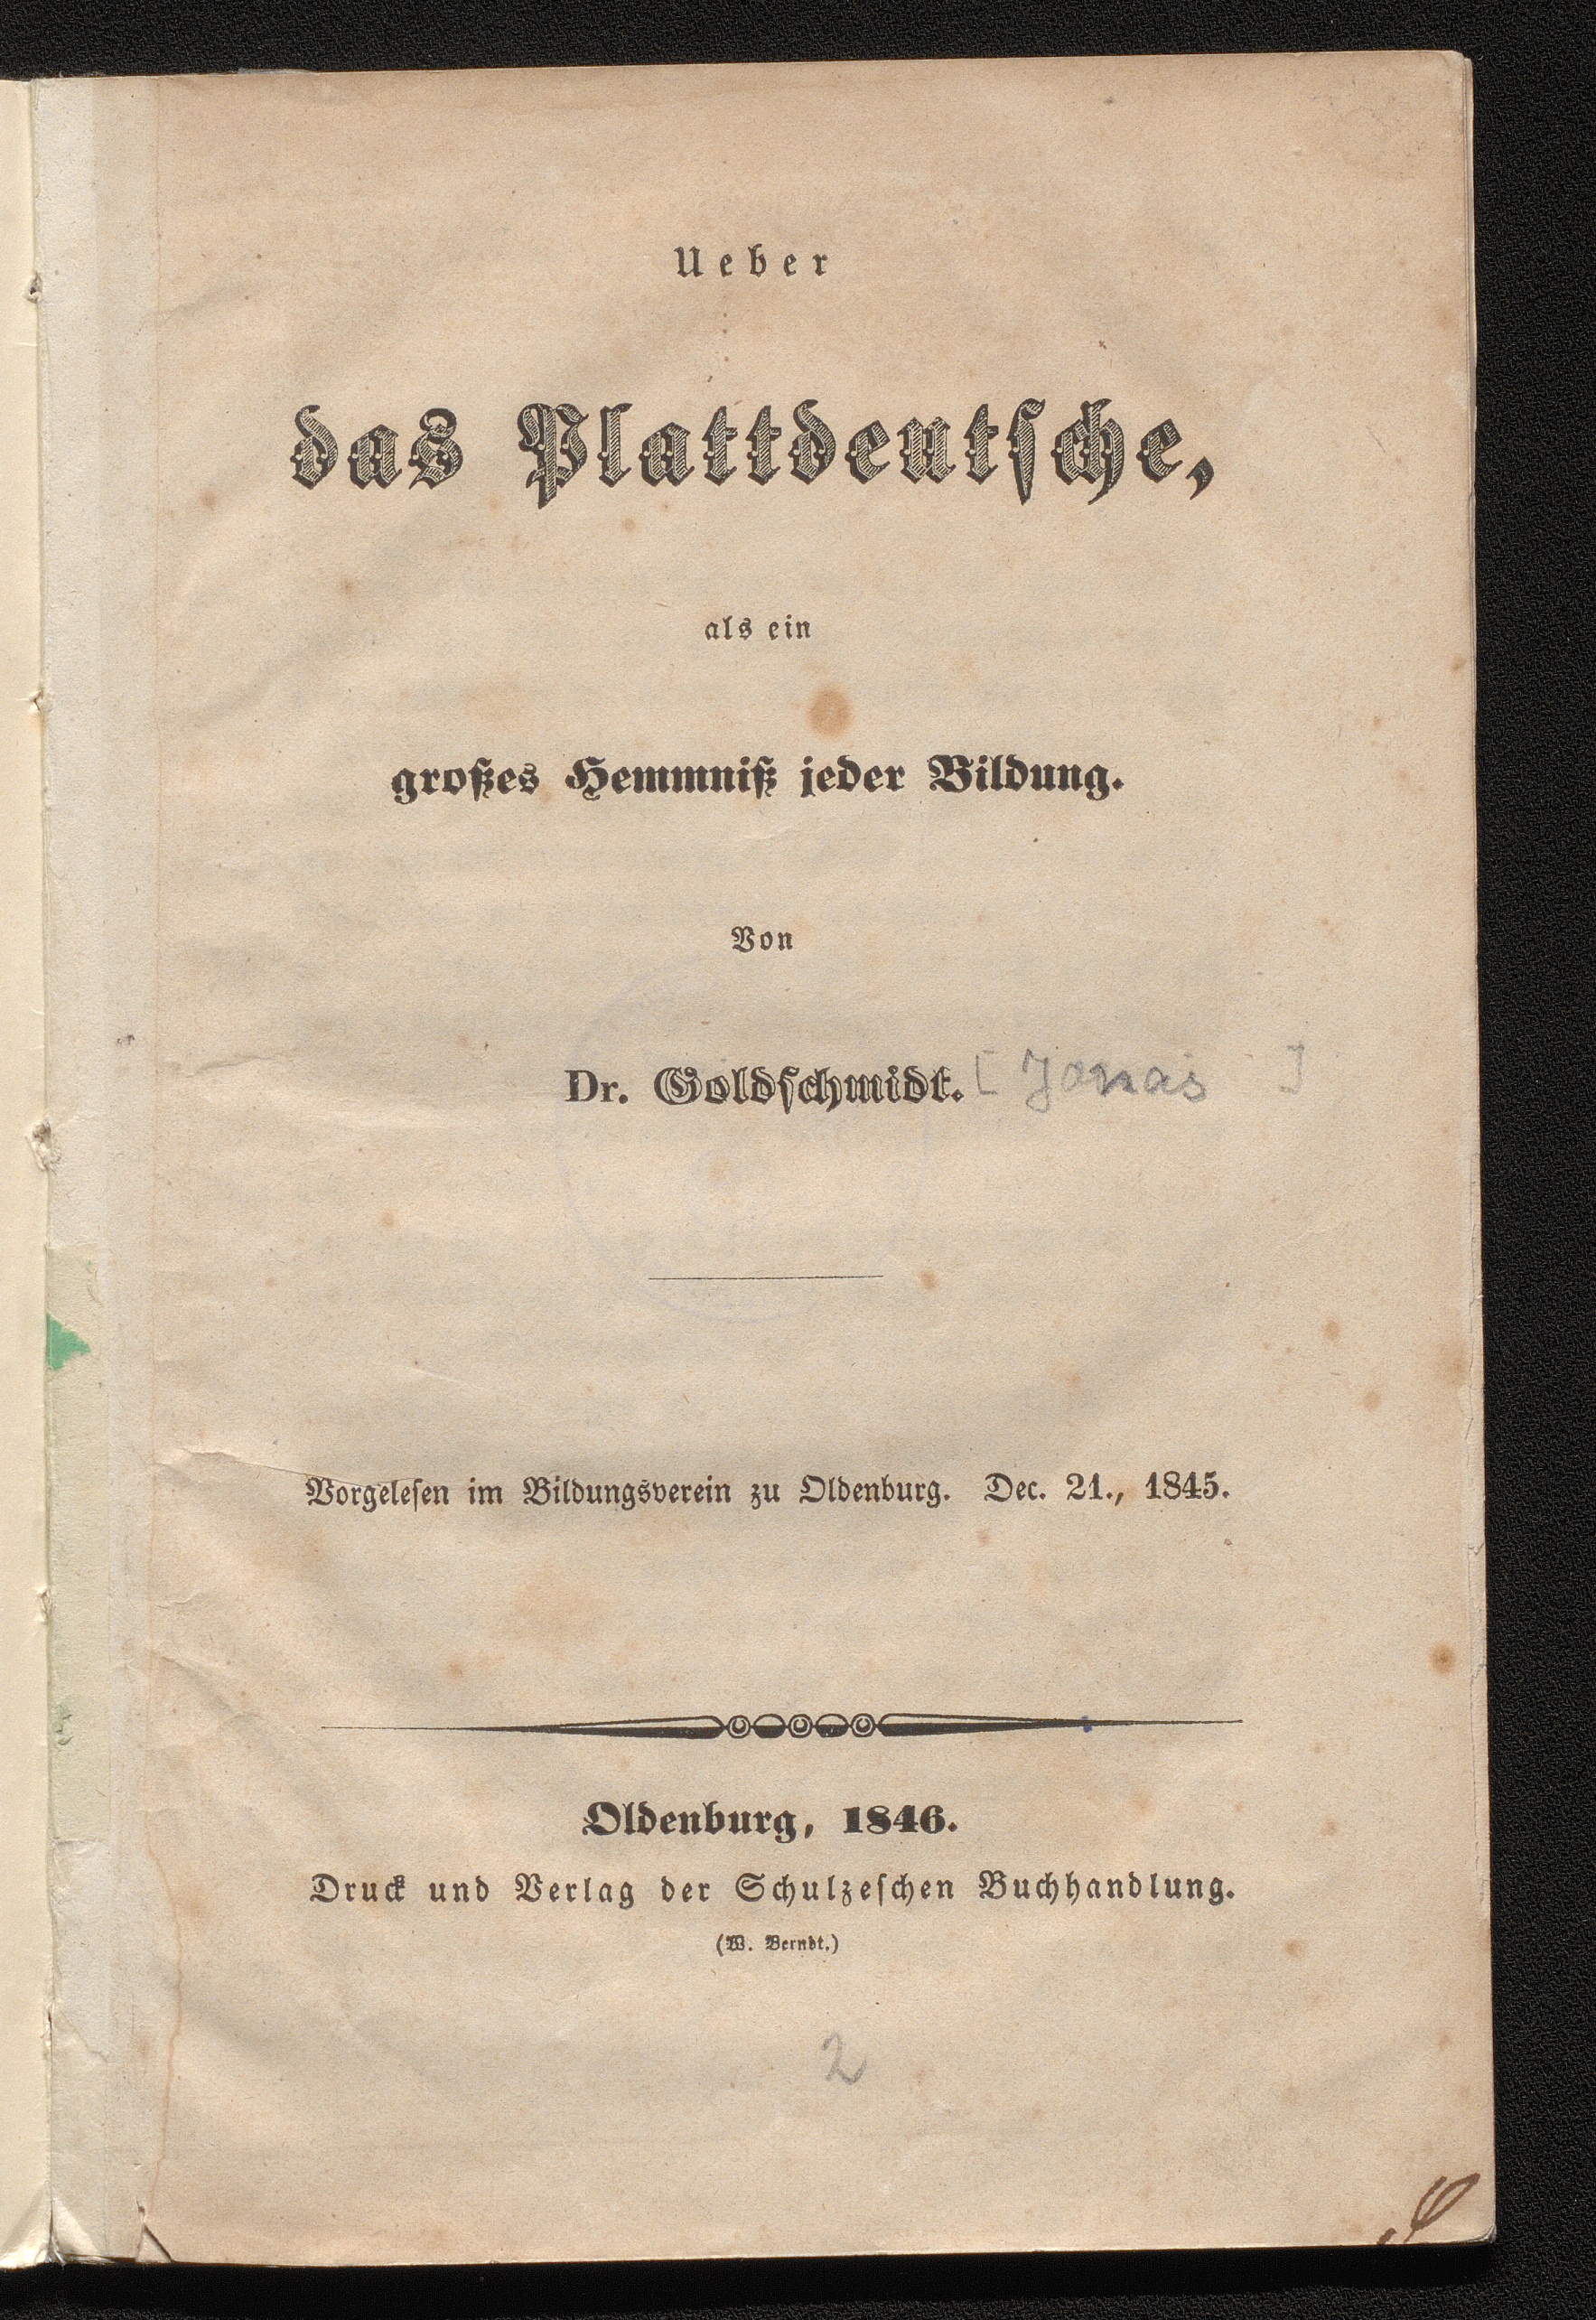 Ueber
das Plattdeutsche,
als ein
großes Hemmniß jeder Bildung.
Von
Dr. Goldschmidt. [Jonas ]
Vorgelesen im Bildungsverein zu Oldenburg. Dec. 21., 1845.
Oldenburg, 1846.
Druck und Verlag der Schulzeschen Buchhandlung.
(W. Berndt.)
2